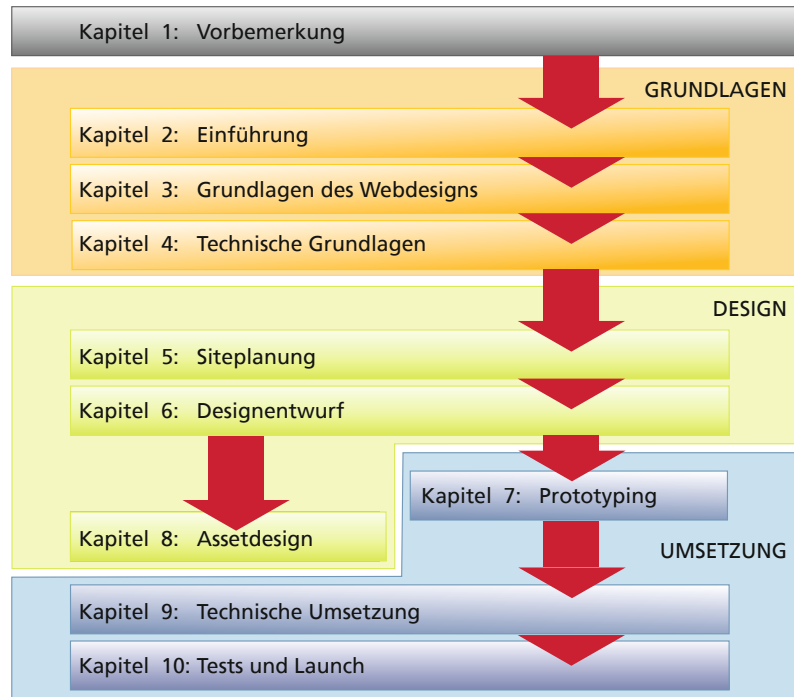 Kapitel 1: Vorbemerkung
GRUNDLAGEN
Kapitel 2: Einführung
Kapitel 3: Grundlagen des Webdesigns
Kapitel 4: Technische Grundlagen
DESIGN
Kapitel 5: Siteplanung
Kapitel 6: Designentwurf
Kapitel 7: Prototyping
Kapitel 8: Assetdesign
UMSETZUNG
Kapitel 9: Technische Umsetzung
Kapitel 10: Tests und Launch